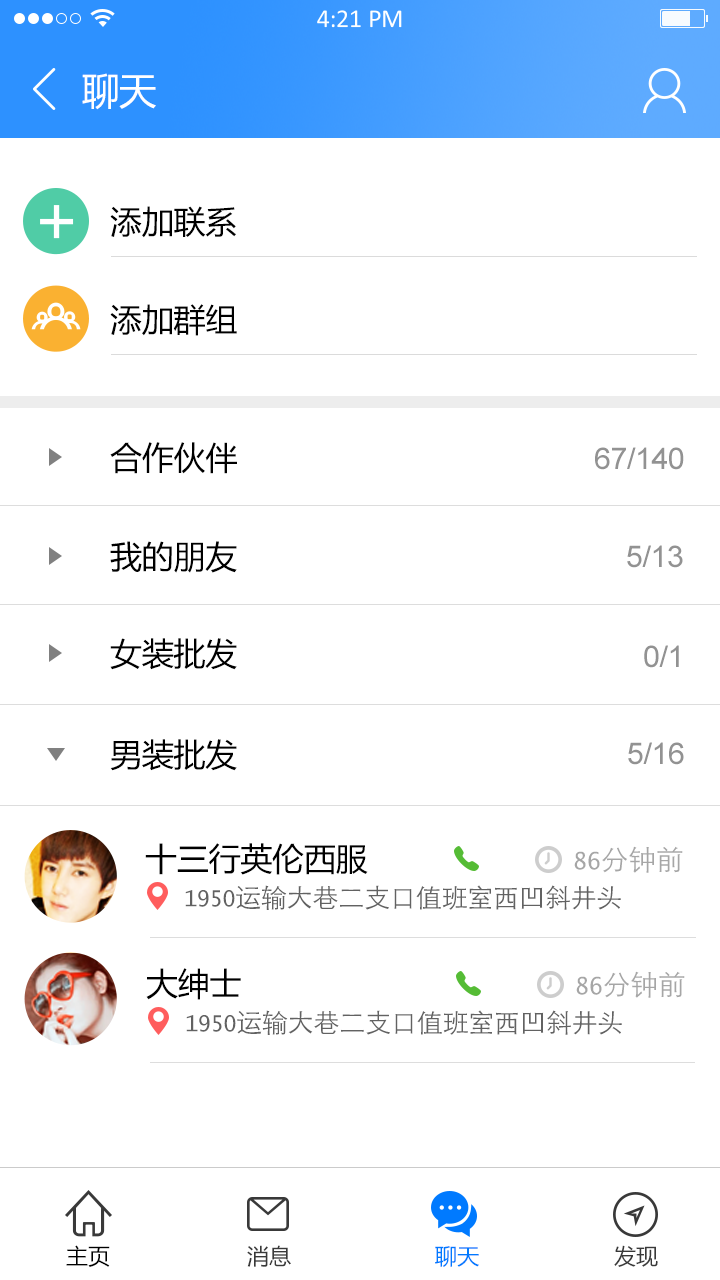 4:21 PM
聊天
添加联系
添加群组
合作伙伴 67/140
我的朋友 5/13
女装批发 0/1
男装批发 5/16
十三行英伦西服 86分钟前
1950运输大巷二支口值班室西凹斜井头
大绅士 86分钟前
1950运输大巷二支口值班室西凹斜井头
主页 消息 聊天 发现